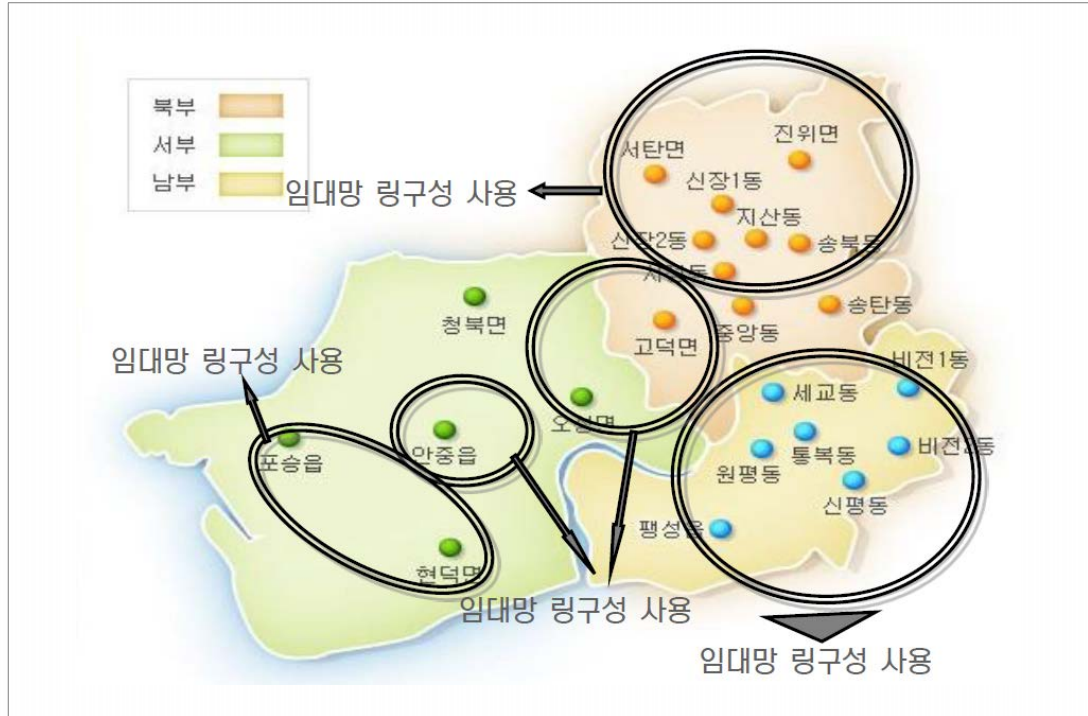 북부
서부
남부
진위면
서탄면
임대망 링구성 사용
신장1동
지산동
신장2동
송북동
청북면
고덕면
중앙동
송탄동
임대망 링구성 사용
비전1동
세교동
안중읍
통복동
비전2동
포승읍
원평동
신평동
팽성읍
현덕면
임대망 링구성 사용
임대망 링구성 사용